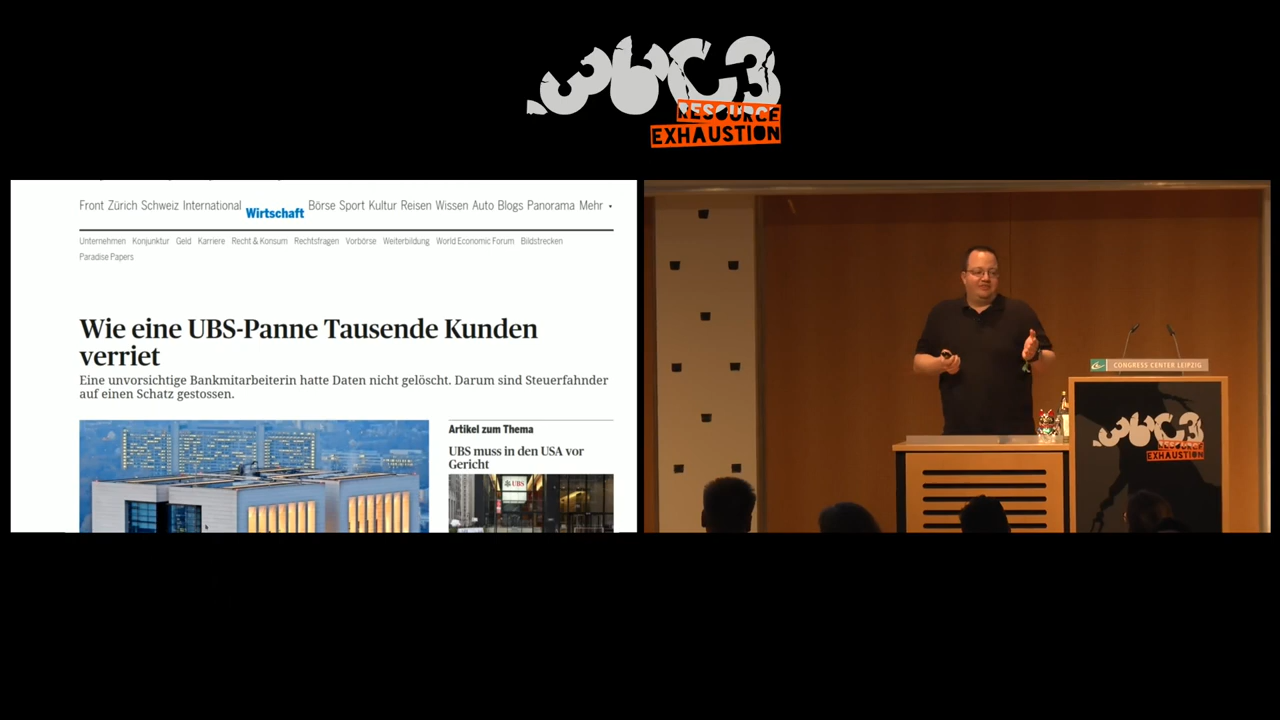 36C3
RESOURCE
EXHAUSTION
Front Zürich Schweiz International Wirtschaft Börse Sport Kultur Reisen Wissen Auto Blogs Panorama Mehr •
Unternehmen Konjunktur Geld Karriere Recht & Konsum Rechtsfragen Vorbörse Weiterbildung World Economic Forum Bildstrecken
Paradise Papers
Wie eine UBS-Panne Tausende Kunden
verriet
Eine unvorsichtige Bankmitarbeiterin hatte Daten nicht gelöscht. Darum sind Steuerfahnder
auf einen Schatz gestossen.
Artikel zum Thema
UBS muss in den USA vor
Gericht
UBS
CONGRESS CENTER LEIPZIG
36C3
RESOURCE
EXHAUSTION